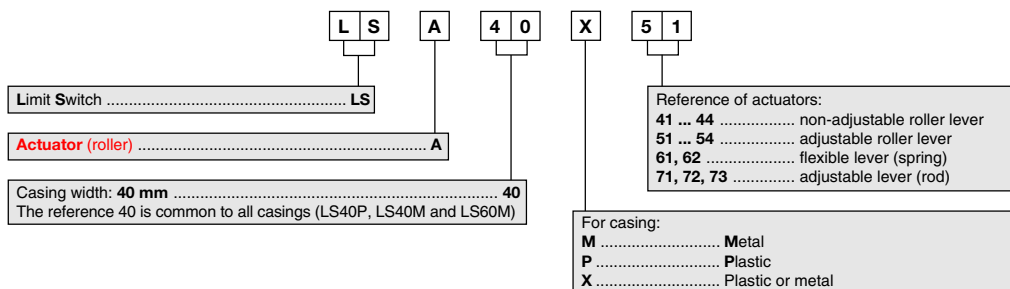 L S A 4 0 X 5 1
Limit Switch ...................................................... LS
Actuator (roller) ................................................................. A
Casing width: 40 mm ......................................................................... 40
The reference 40 is common to all casings (LS40P, LS40M and LS60M)
Reference of actuators:
41 ... 44 ................. non-adjustable roller lever
51 ... 54 ................. adjustable roller lever
61, 62 .................... flexible lever (spring)
71, 72, 73 .............. adjustable lever (rod)
For casing:
M ........................... Metal
P ............................ Plastic
X ............................ Plastic or metal